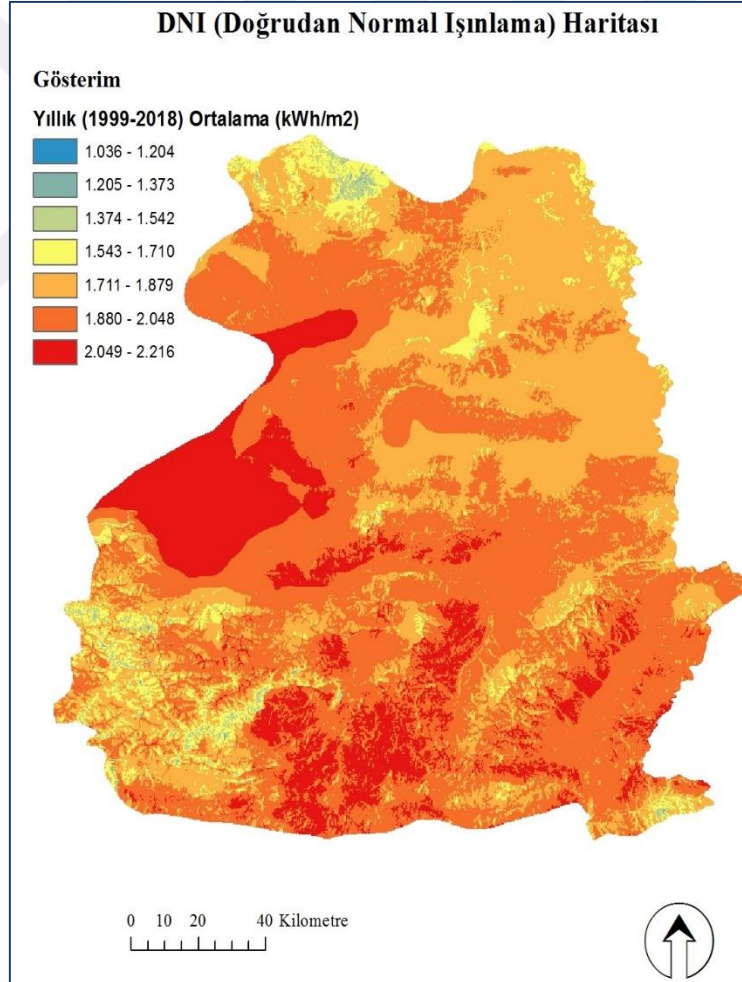 DNI (Doğrudan Normal Işınlama) Haritası
Gösterim
Yıllık (1999-2018) Ortalama (kWh/m2)
1.036 - 1.204
1.205 - 1.373
1.374 - 1.542
1.543 - 1.710
1.711 - 1.879
1.880 - 2.048
2.049 - 2.216
0 10 20 40 Kilometre